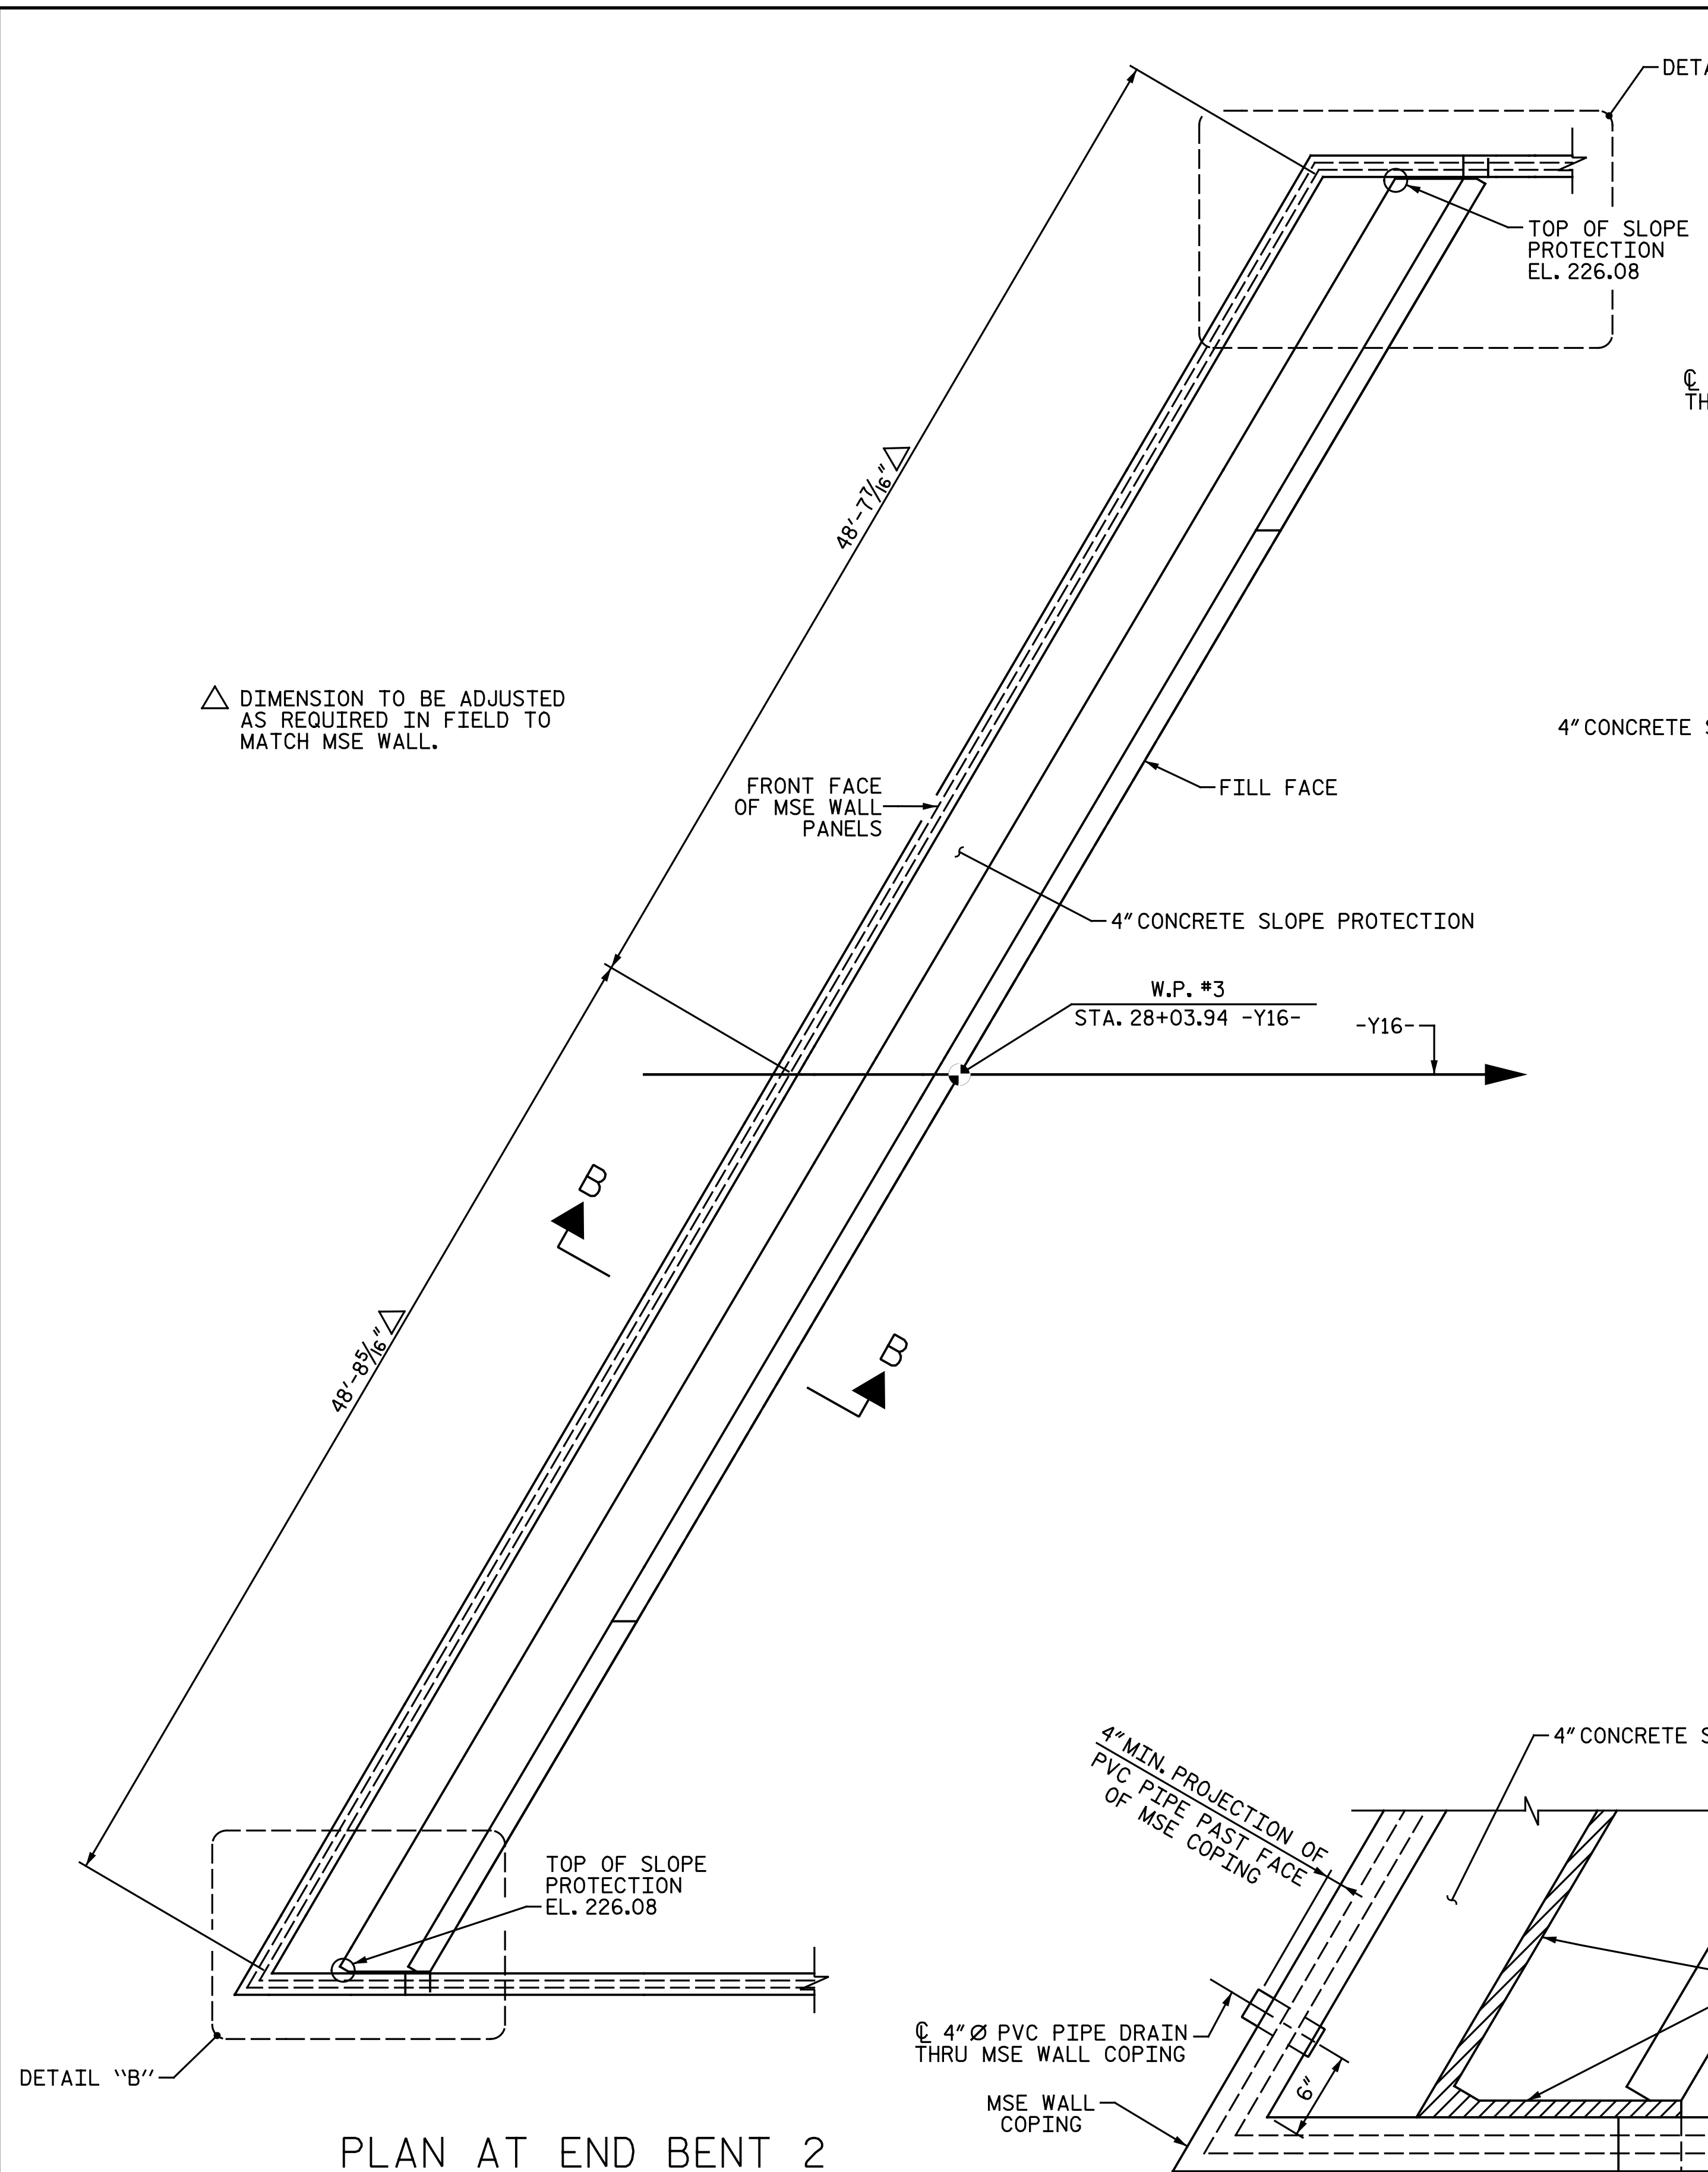 DETA
TOP OF SLOPE
PROTECTION
EL. 226.08
℄
TH
48'-7 7/16"
DIMENSION TO BE ADJUSTED
AS REQUIRED IN FIELD TO
MATCH MSE WALL.
4" CONCRETE S
FRONT FACE
OF MSE WALL
PANELS
FILL FACE
4" CONCRETE SLOPE PROTECTION
W.P. #3
STA. 28+03.94 -Y16-
-Y16-
B
B
48'-8 5/16"
4" CONCRETE S
4" MIN. PROJECTION OF
PVC PIPE PAST FACE
OF MSE COPING
TOP OF SLOPE
PROTECTION
EL. 226.08
℄ 4" Ø PVC PIPE DRAIN
THRU MSE WALL COPING
6"
DETAIL "B"
MSE WALL
COPING
PLAN AT END BENT 2